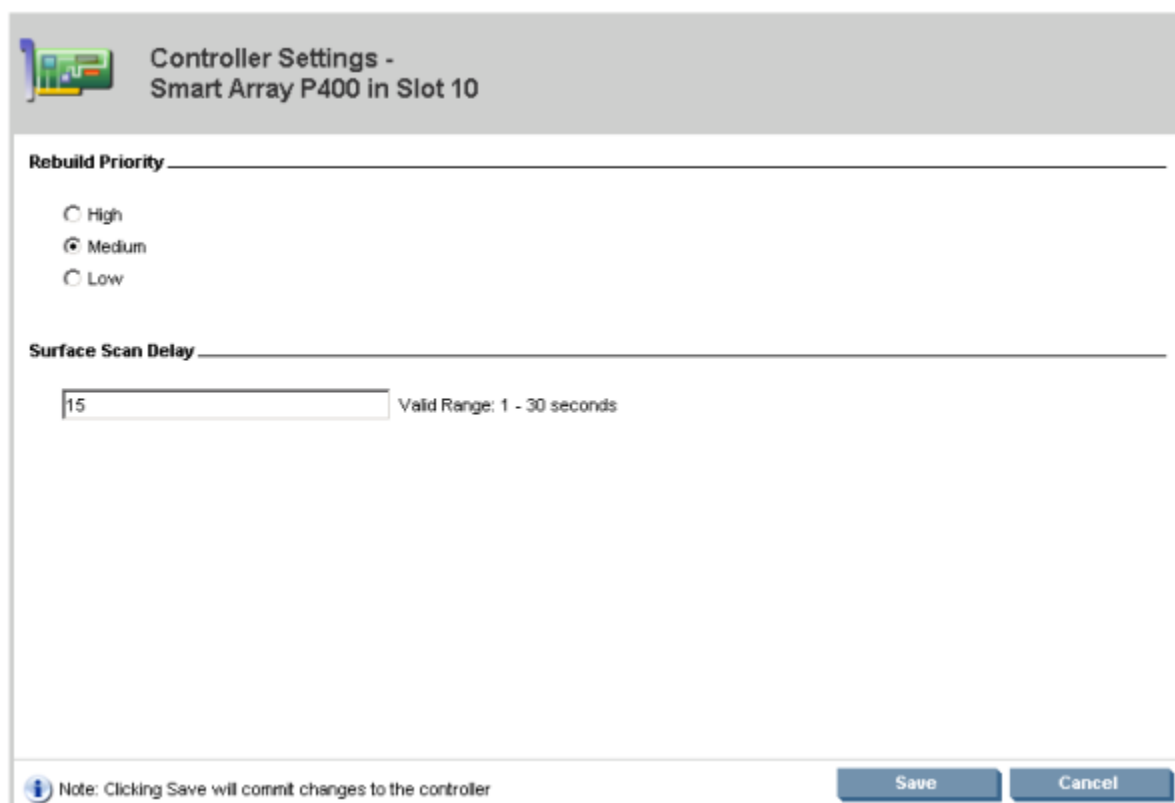 Controller Settings -
Smart Array P400 in Slot 10
Rebuild Priority
High
Medium
Low
Surface Scan Delay
15 Valid Range: 1 - 30 seconds
Note: Clicking Save will commit changes to the controller
Save Cancel